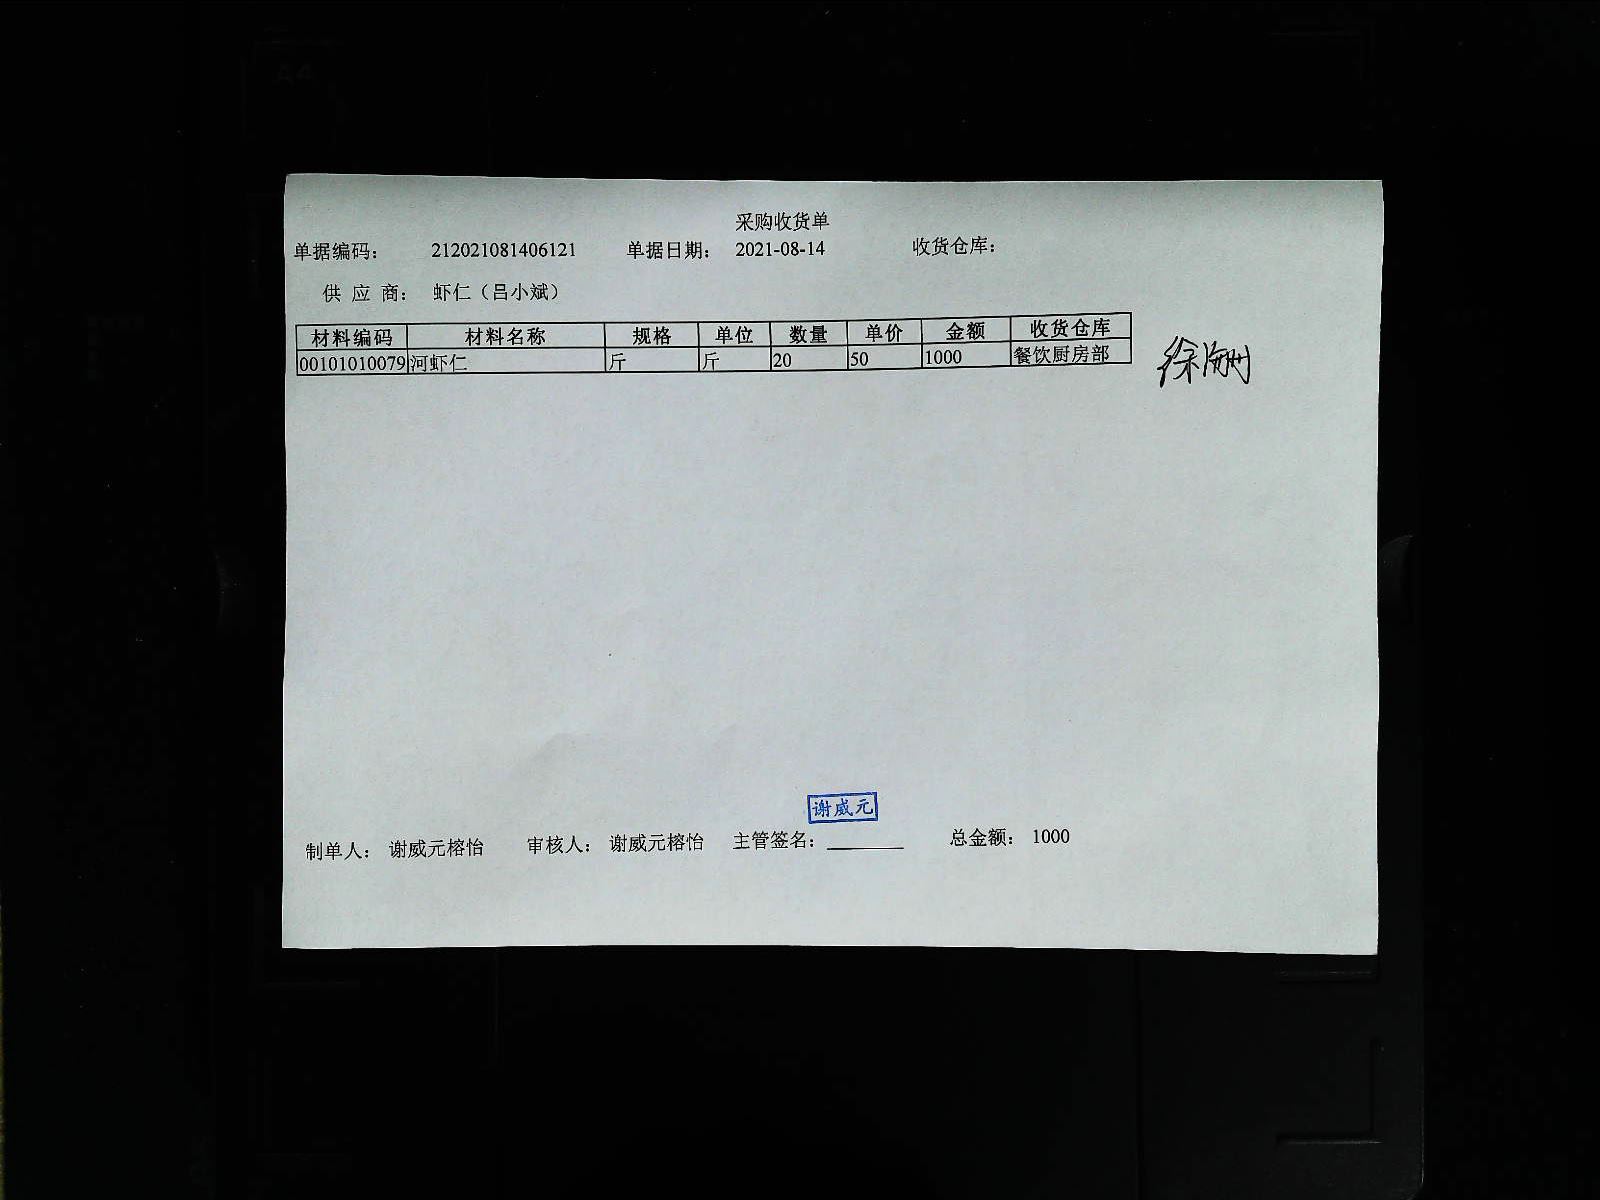 采购收货单
单据编码： 212021081406121 单据日期： 2021-08-14 收货仓库：
供 应 商： 虾仁（吕小斌）
材料编码 材料名称 规格 单位 数量 单价 金额 收货仓库
00101010079 河虾仁 斤 斤 20 50 1000 餐饮厨房部
谢威元
制单人： 谢威元榕怡 审核人： 谢威元榕怡 主管签名： 总金额： 1000